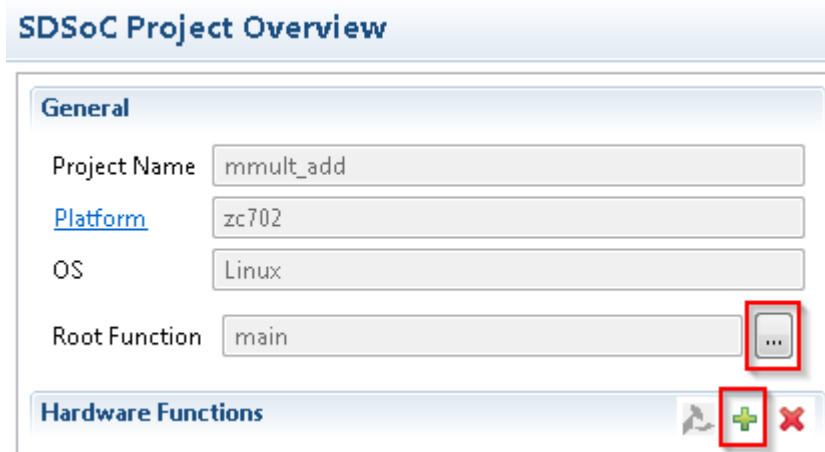 SDSoC Project Overview
General
Project Name mmult_add
Platform zc702
OS Linux
Root Function main ...
Hardware Functions